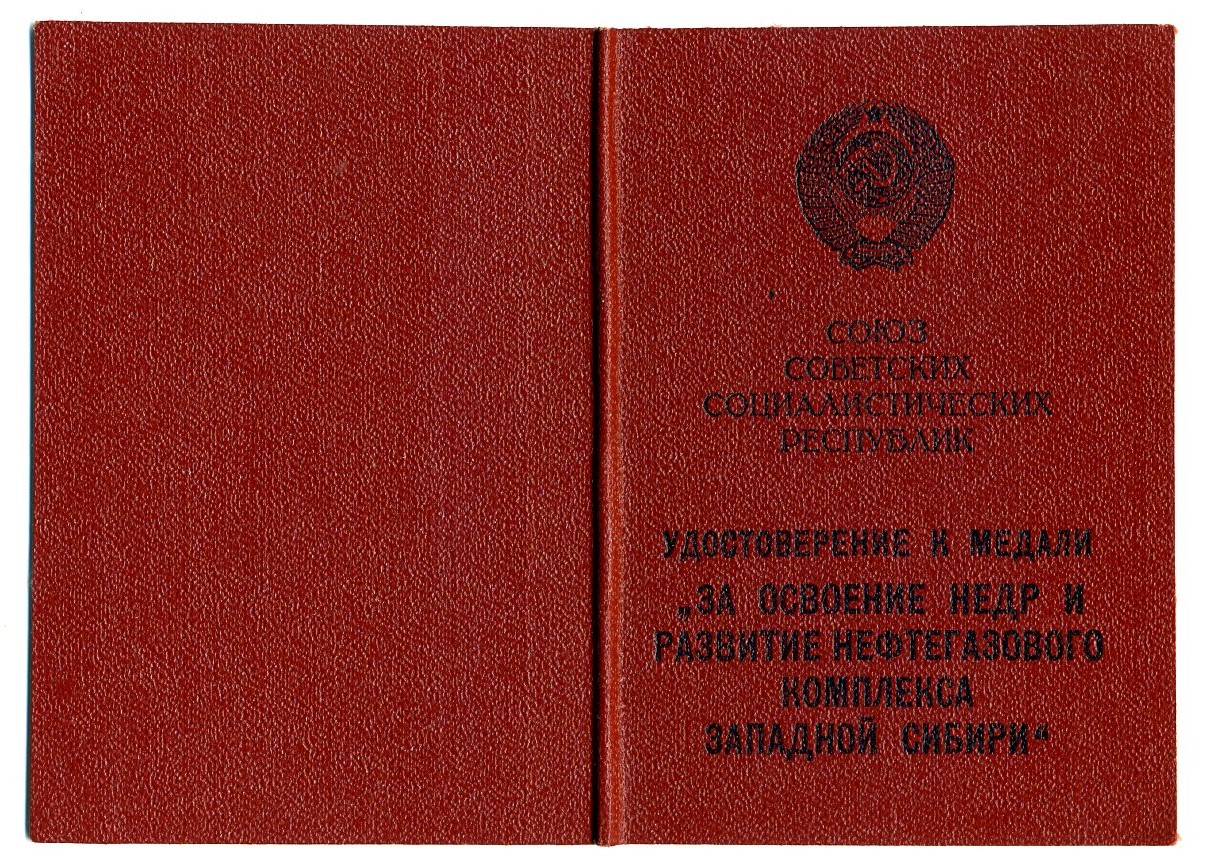 СОЮЗ
СОВЕТСКИХ
СОЦИАЛИСТИЧЕСКИХ
РЕСПУБЛИК
УДОСТОВЕРЕНИЕ К МЕДАЛИ
„ЗА ОСВОЕНИЕ НЕДР И
РАЗВИТИЕ НЕФТЕГАЗОВОГО
КОМПЛЕКСА
ЗАПАДНОЙ СИБИРИ“